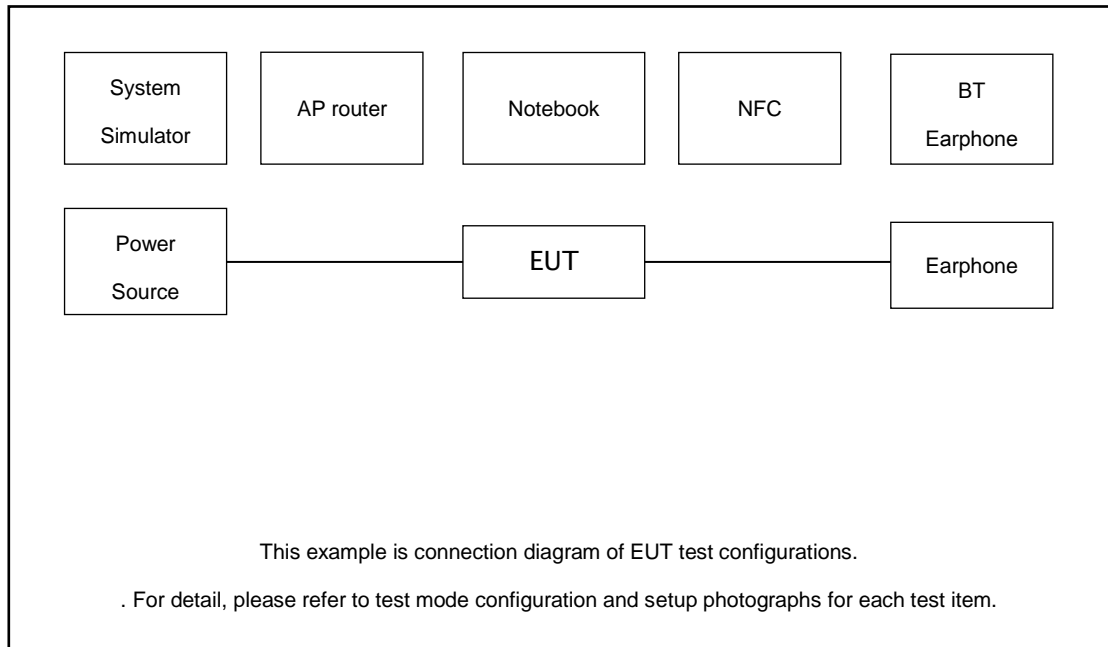 System
Simulator
AP router
Notebook
NFC
BT
Earphone
Power
Source
EUT
Earphone
This example is connection diagram of EUT test configurations.
. For detail, please refer to test mode configuration and setup photographs for each test item.